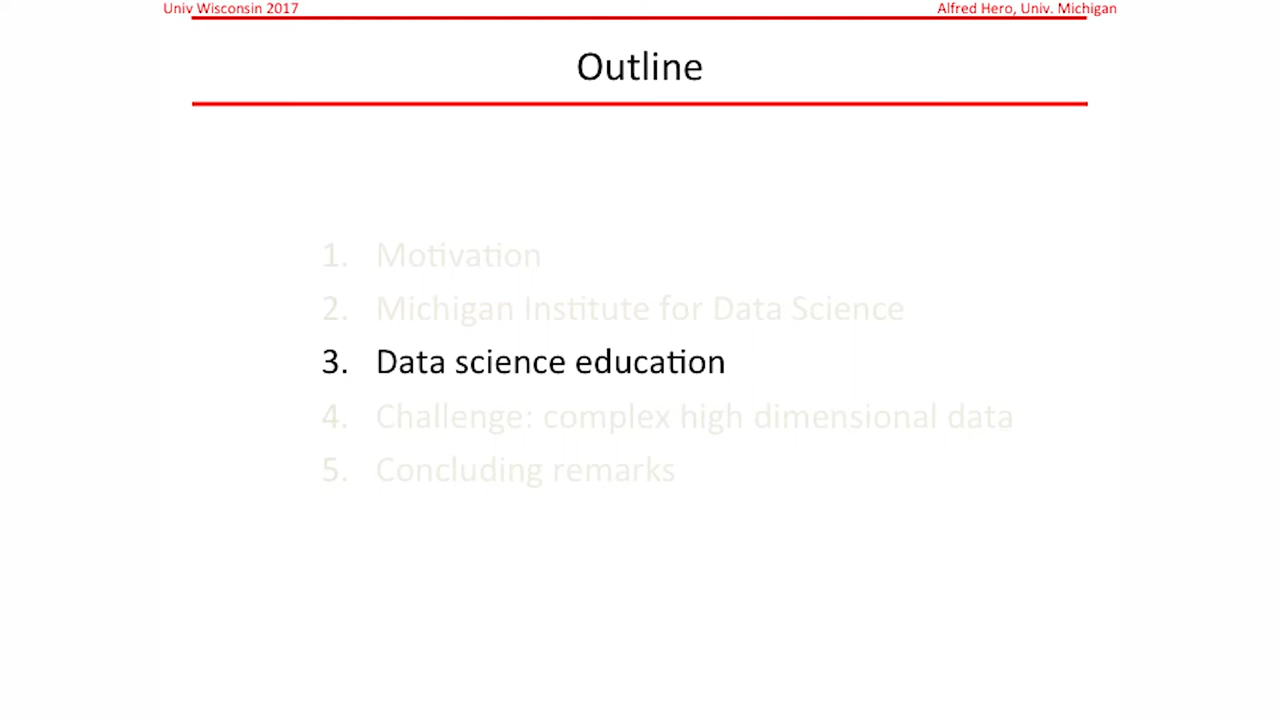 Univ Wisconsin 2017
Alfred Hero, Univ. Michigan
Outline
1. Motivation
2. Michigan Institute for Data Science
3. Data science education
4. Challenge: complex high dimensional data
5. Concluding remarks